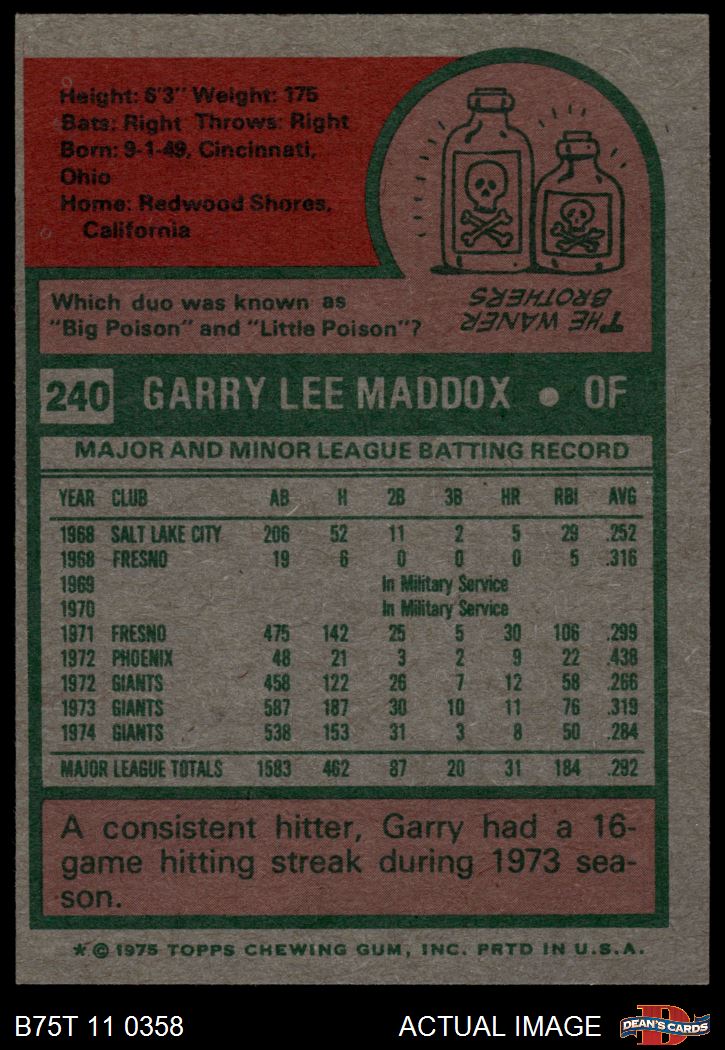 Height: 6'3" Weight: 175
Bats: Right Throws: Right
Born: 9-1-49, Cincinnati,
Ohio
Home: Redwood Shores,
California
Which duo was known as
"Big Poison" and "Little Poison"?
THE WANER
BROTHERS
240 GARRY LEE MADDOX • OF
MAJOR AND MINOR LEAGUE BATTING RECORD
YEAR CLUB AB H 2B 3B HR RBI AVG
1968 SALT LAKE CITY 206 52 11 2 5 29 .252
1968 FRESNO 19 6 0 0 0 5 .316
1969 In Military Service
1970 In Military Service
1971 FRESNO 475 142 25 5 30 106 .299
1972 PHOENIX 48 21 3 2 9 22 .438
1972 GIANTS 458 122 26 7 12 58 .266
1973 GIANTS 587 187 30 10 11 76 .319
1974 GIANTS 538 153 31 3 8 50 .284
MAJOR LEAGUE TOTALS 1583 462 87 20 31 184 .292
A consistent hitter, Garry had a 16-
game hitting streak during 1973 sea-
son.
* © 1975 TOPPS CHEWING GUM, INC. PRTD IN U.S.A.
B75T 11 0358 ACTUAL IMAGE
D
DEAN'S CARDS